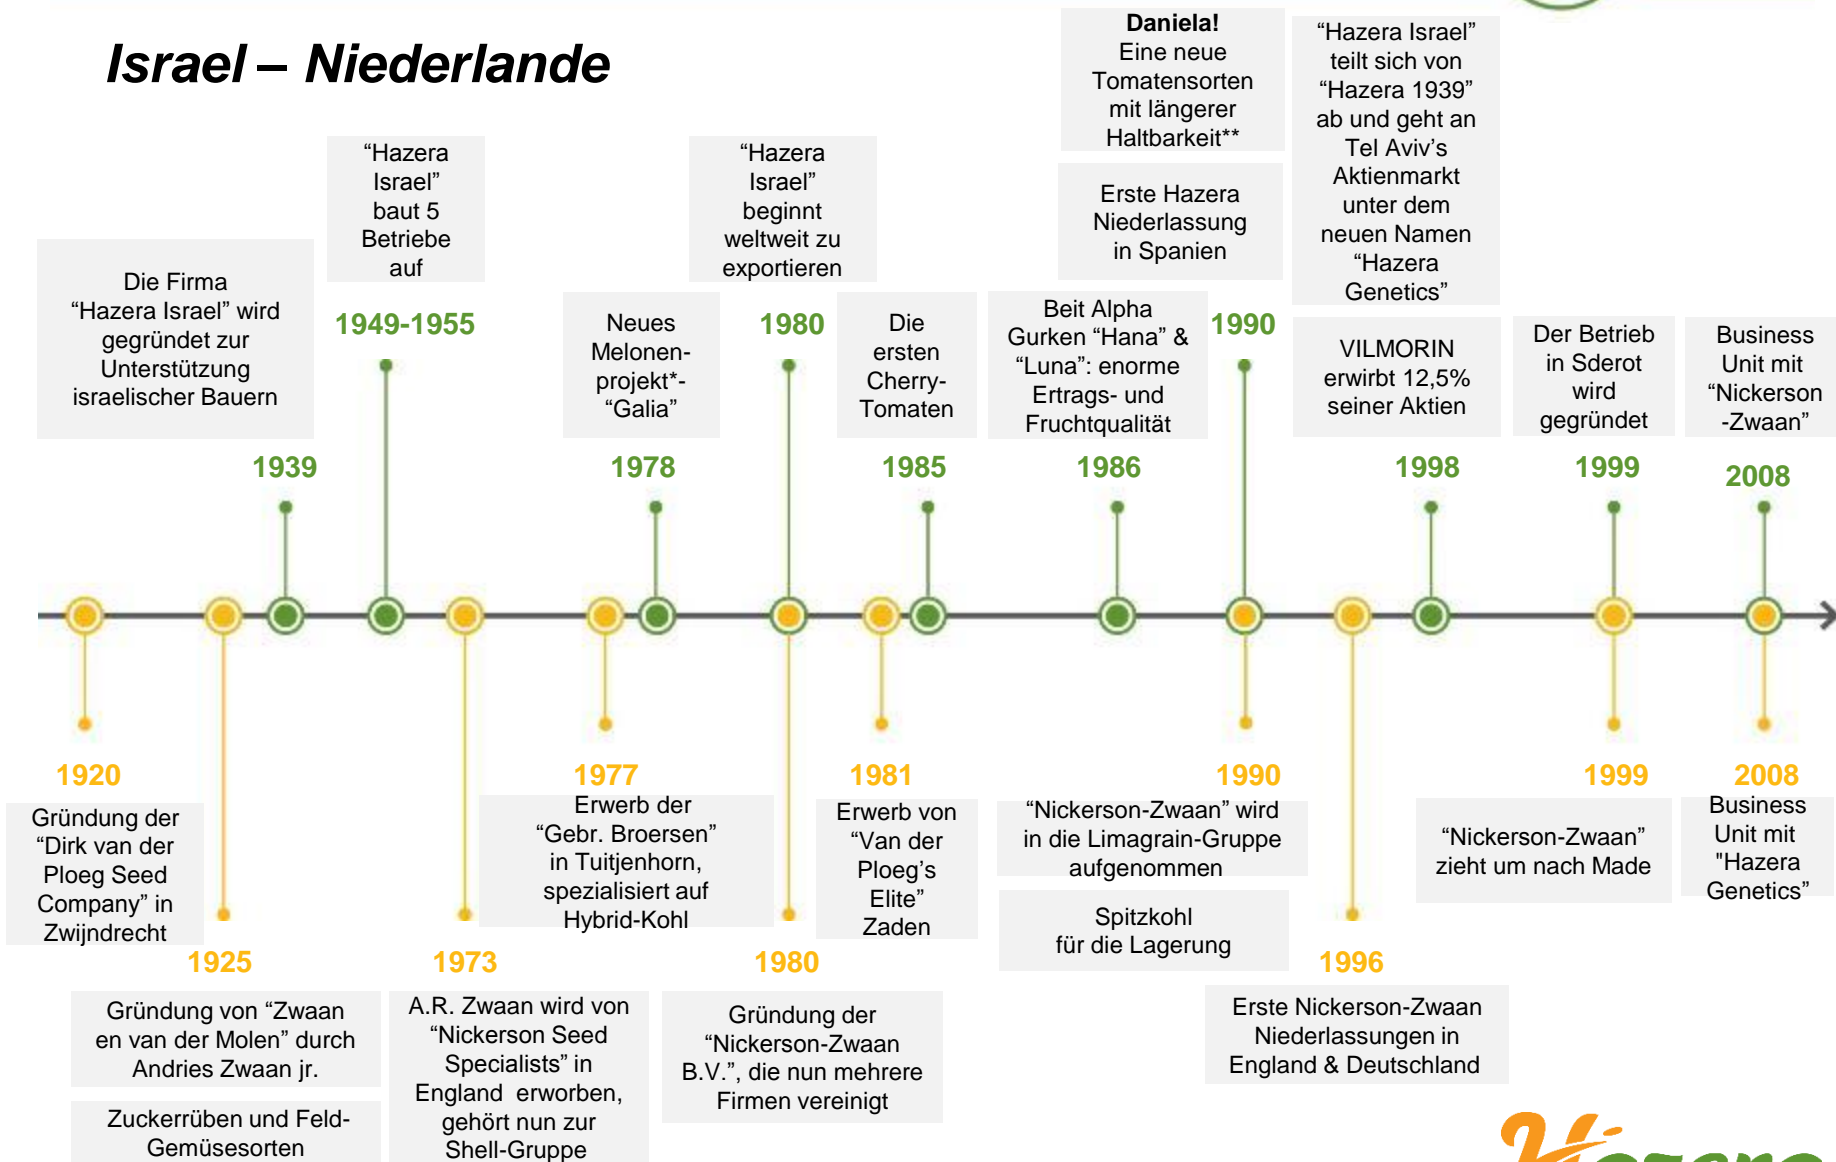 Israel – Niederlande
“Hazera
Israel”
baut 5
Betriebe
auf
“Hazera
Israel”
beginnt
weltweit zu
exportieren
Daniela!
Eine neue
Tomatensorten
mit längerer
Haltbarkeit**
Erste Hazera
Niederlassung
in Spanien
“Hazera Israel”
teilt sich von
“Hazera 1939”
ab und geht an
Tel Aviv’s
Aktienmarkt
unter dem
neuen Namen
“Hazera
Genetics”
Die Firma
“Hazera Israel” wird
gegründet zur
Unterstützung
israelischer Bauern
1949-1955
Neues
Melonen-
projekt*-
“Galia”
1980
Die
ersten
Cherry-
Tomaten
Beit Alpha
Gurken “Hana” &
“Luna”: enorme
Ertrags- und
Fruchtqualität
1990
VILMORIN
erwirbt 12,5%
seiner Aktien
Der Betrieb
in Sderot
wird
gegründet
Business
Unit mit
“Nickerson
-Zwaan”
1939
1978
1985
1986
1998
1999
2008
1920
1977
1981
1990
1999
2008
Gründung der
“Dirk van der
Ploeg Seed
Company” in
Zwijndrecht
Erwerb der
“Gebr. Broersen”
in Tuitjenhorn,
spezialisiert auf
Hybrid-Kohl
Erwerb von
“Van der
Ploeg’s
Elite”
Zaden
“Nickerson-Zwaan” wird
in die Limagrain-Gruppe
aufgenommen
Spitzkohl
für die Lagerung
“Nickerson-Zwaan”
zieht um nach Made
Business
Unit mit
"Hazera
Genetics”
1925
1973
1980
1996
Gründung von “Zwaan
en van der Molen” durch
Andries Zwaan jr.
Zuckerrüben und Feld-
Gemüsesorten
A.R. Zwaan wird von
“Nickerson Seed
Specialists” in
England erworben,
gehört nun zur
Shell-Gruppe
Gründung der
“Nickerson-Zwaan
B.V.”, die nun mehrere
Firmen vereinigt
Erste Nickerson-Zwaan
Niederlassungen in
England & Deutschland
Hazera